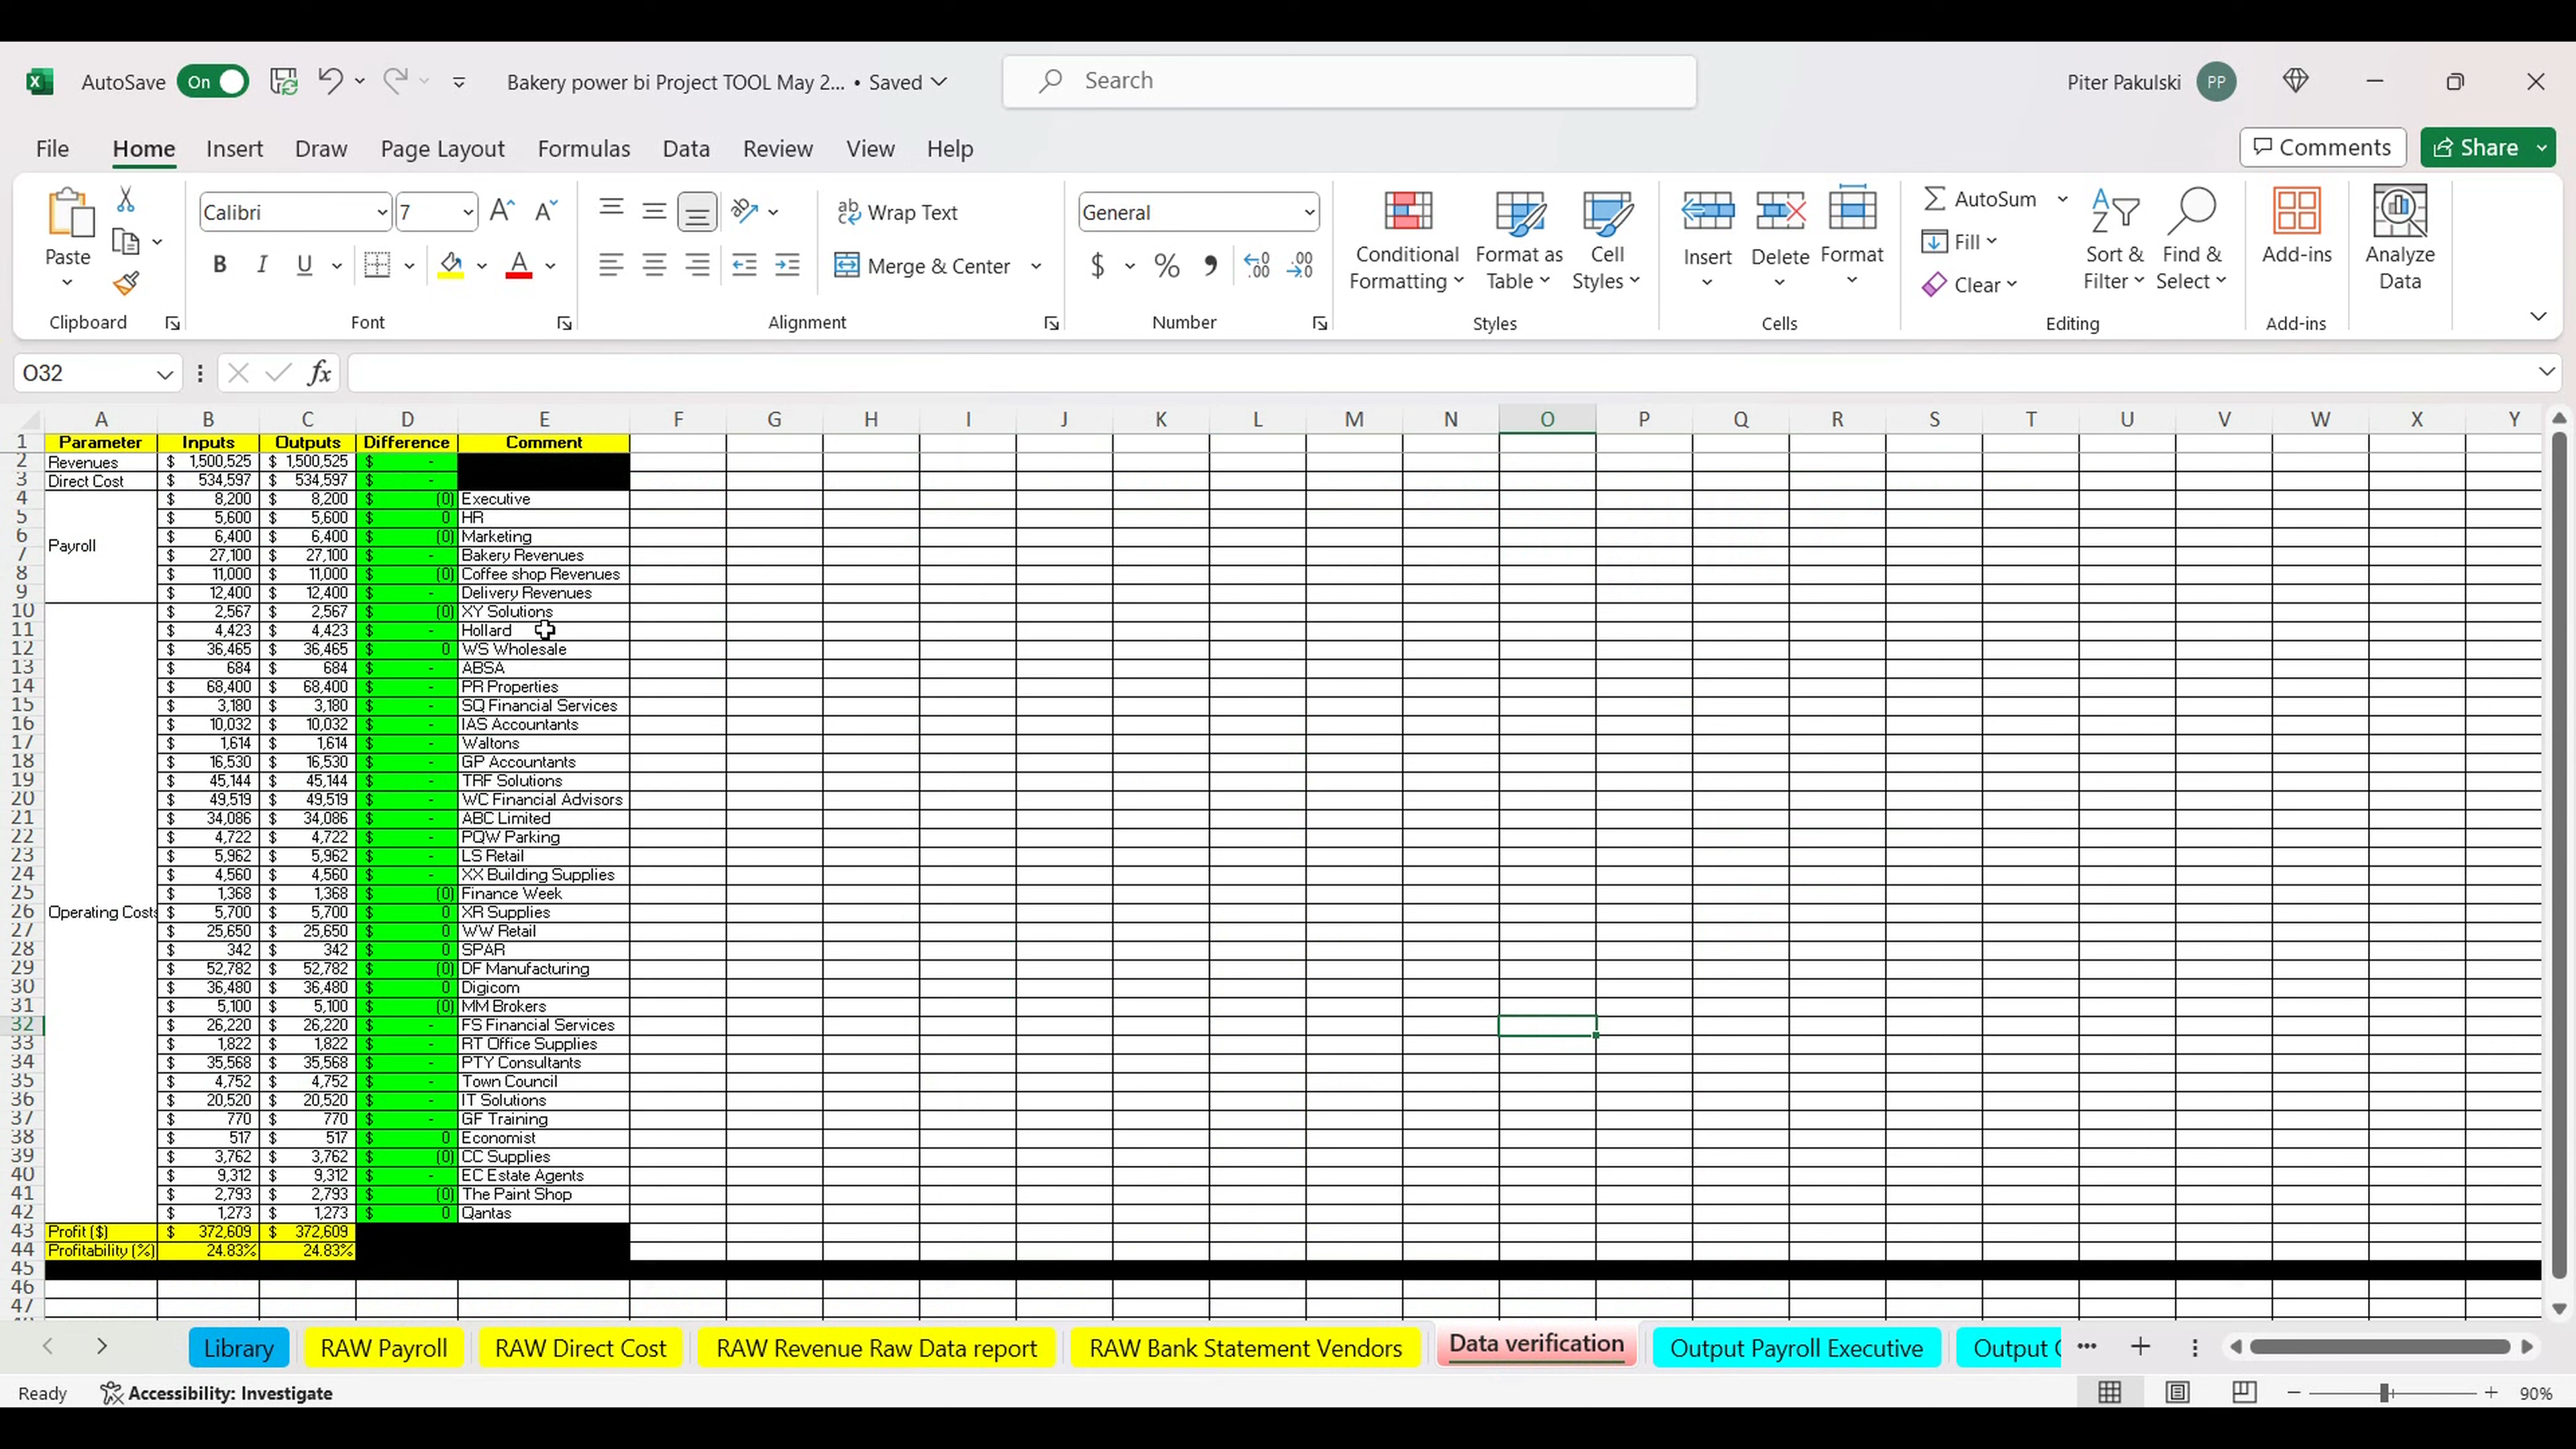 AutoSave On Bakery power bi Project TOOL May 2... • Saved Search Piter Pakulski PP
File Home Insert Draw Page Layout Formulas Data Review View Help Comments Share
Paste Calibri 7 Wrap Text General Conditional Formatting Format as Table Cell Styles Insert Delete Format AutoSum Fill Clear Sort & Filter Find & Select Add-ins Analyze Data
B I U A Merge & Center $ %
Clipboard Font Alignment Number Styles Cells Editing Add-ins
O32 fx
A B C D E F G H I J K L M N O P Q R S T U V W X Y
1 Parameter Inputs Outputs Difference Comment
2 Revenues $ 1,500,525 $ 1,500,525 $ -
3 Direct Cost $ 534,597 $ 534,597 $ -
4 $ 8,200 $ 8,200 $ (0) Executive
5 $ 5,600 $ 5,600 $ 0 HR
6 Payroll $ 6,400 $ 6,400 $ (0) Marketing
7 $ 27,100 $ 27,100 $ - Bakery Revenues
8 $ 11,000 $ 11,000 $ (0) Coffee shop Revenues
9 $ 12,400 $ 12,400 $ - Delivery Revenues
10 $ 2,567 $ 2,567 $ (0) XY Solutions
11 $ 4,423 $ 4,423 $ - Hollard
12 $ 36,465 $ 36,465 $ 0 WS Wholesale
13 $ 684 $ 684 $ - ABSA
14 $ 68,400 $ 68,400 $ - PR Properties
15 $ 3,180 $ 3,180 $ - SQ Financial Services
16 $ 10,032 $ 10,032 $ - IAS Accountants
17 $ 1,614 $ 1,614 $ - Waltons
18 $ 16,530 $ 16,530 $ - GP Accountants
19 $ 45,144 $ 45,144 $ - TRF Solutions
20 $ 49,519 $ 49,519 $ - WC Financial Advisors
21 $ 34,086 $ 34,086 $ - ABC Limited
22 $ 4,722 $ 4,722 $ - PQW Parking
23 $ 5,962 $ 5,962 $ - LS Retail
24 $ 4,560 $ 4,560 $ - XX Building Supplies
25 $ 1,368 $ 1,368 $ (0) Finance Week
26 Operating Costs $ 5,700 $ 5,700 $ 0 XR Supplies
27 $ 25,650 $ 25,650 $ 0 WW Retail
28 $ 342 $ 342 $ 0 SPAR
29 $ 52,782 $ 52,782 $ (0) DF Manufacturing
30 $ 36,480 $ 36,480 $ 0 Digicom
31 $ 5,100 $ 5,100 $ (0) MM Brokers
32 $ 26,220 $ 26,220 $ - FS Financial Services
33 $ 1,822 $ 1,822 $ - RT Office Supplies
34 $ 35,568 $ 35,568 $ - PTY Consultants
35 $ 4,752 $ 4,752 $ - Town Council
36 $ 20,520 $ 20,520 $ - IT Solutions
37 $ 770 $ 770 $ - GF Training
38 $ 517 $ 517 $ 0 Economist
39 $ 3,762 $ 3,762 $ (0) CC Supplies
40 $ 9,312 $ 9,312 $ - EC Estate Agents
41 $ 2,793 $ 2,793 $ (0) The Paint Shop
42 $ 1,273 $ 1,273 $ 0 Qantas
43 Profit ($) $ 372,609 $ 372,609
44 Profitability (%) 24.83% 24.83%
45
46
47
Library RAW Payroll RAW Direct Cost RAW Revenue Raw Data report RAW Bank Statement Vendors Data verification Output Payroll Executive Output
Ready Accessibility: Investigate 90%